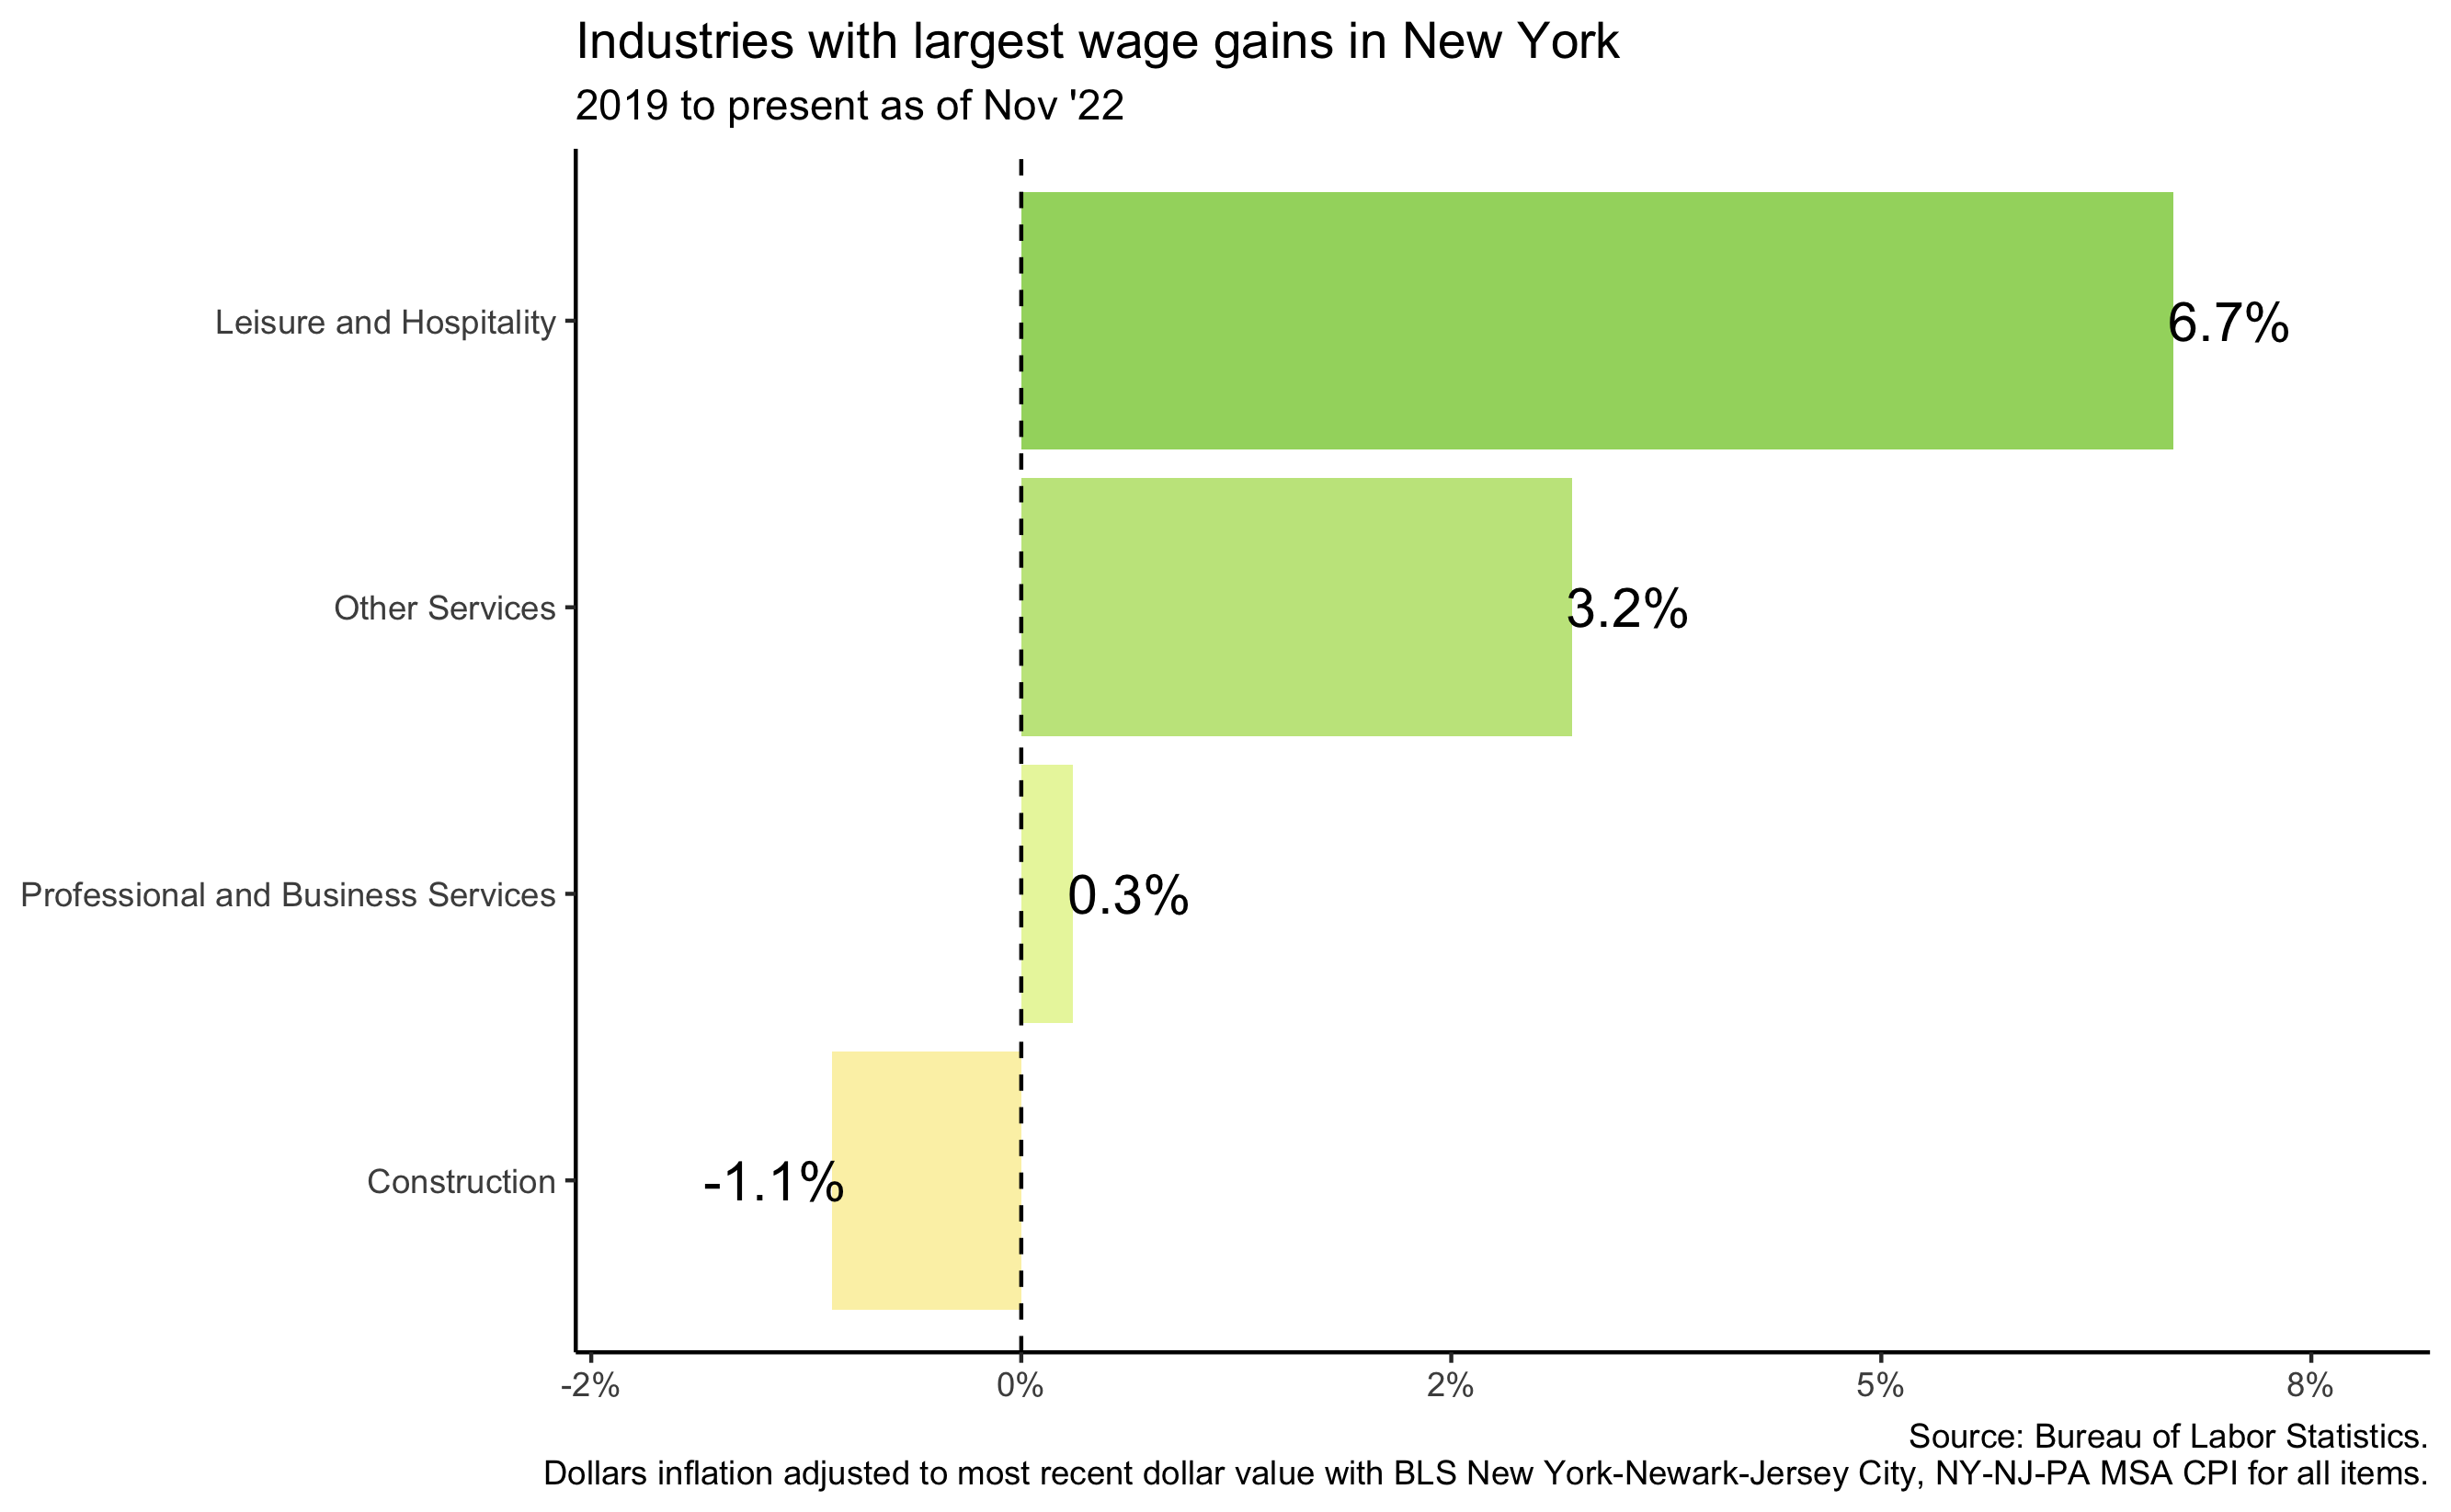 Industries with largest wage gains in New York
2019 to present as of Nov '22
Leisure and Hospitality
6.7%
Other Services
3.2%
Professional and Business Services
0.3%
Construction
-1.1%
-2%
0%
2%
5%
8%
Source: Bureau of Labor Statistics.
Dollars inflation adjusted to most recent dollar value with BLS New York-Newark-Jersey City, NY-NJ-PA MSA CPI for all items.